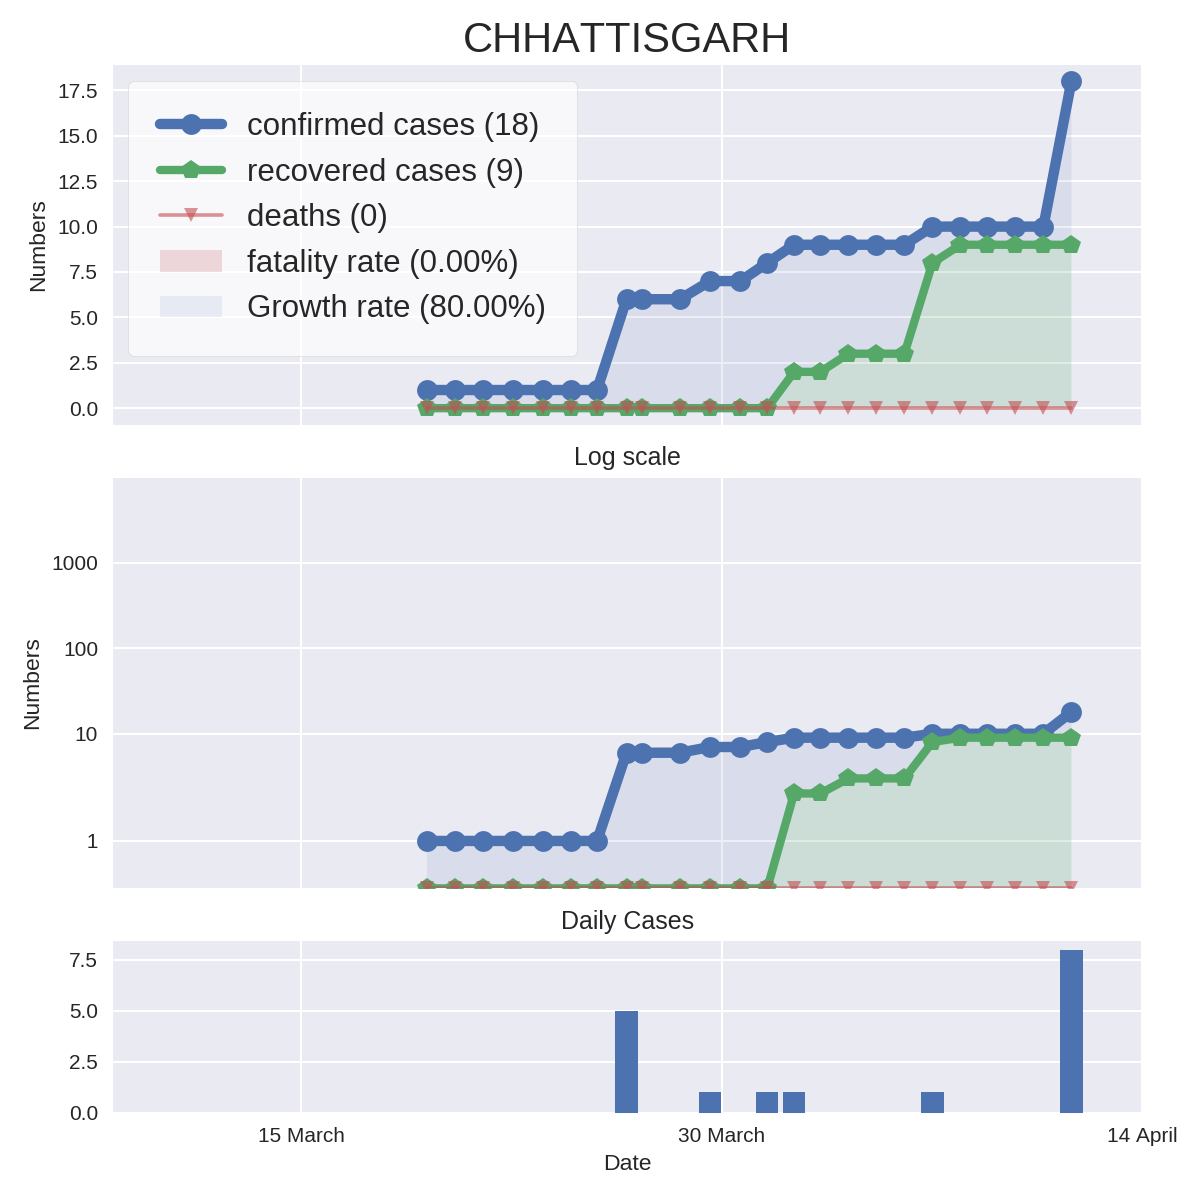 CHHATTISGARH
17.5
15.0
12.5
10.0
7.5
5.0
2.5
0.0
Numbers
confirmed cases (18)
recovered cases (9)
deaths (0)
fatality rate (0.00%)
Growth rate (80.00%)
Log scale
1000
100
10
1
Numbers
Daily Cases
7.5
5.0
2.5
0.0
15 March
30 March
14 April
Date